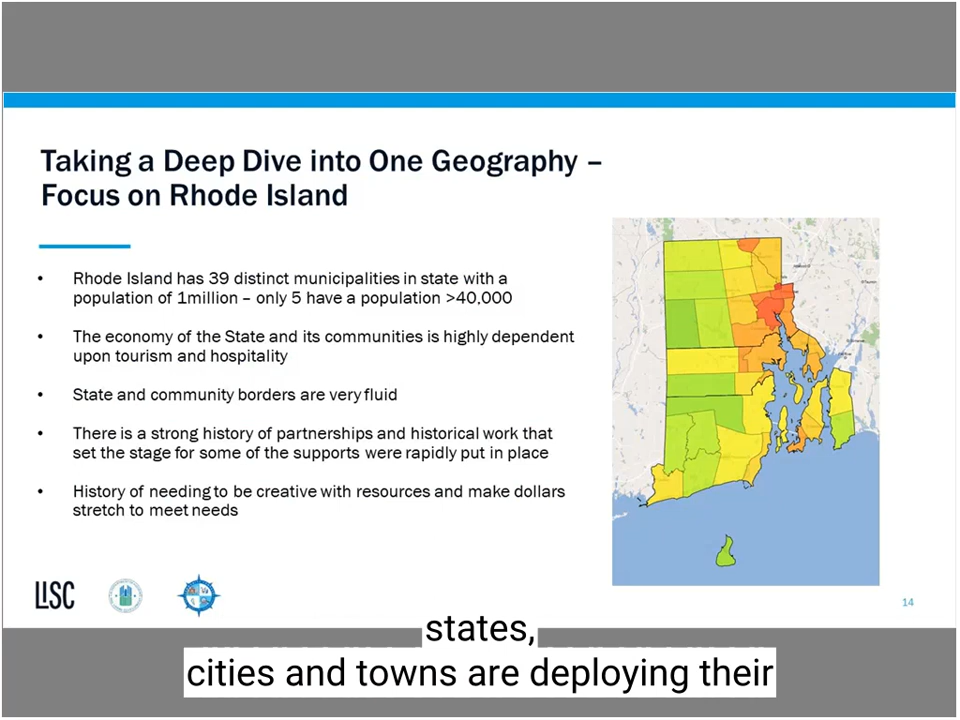 Taking a Deep Dive into One Geography –
Focus on Rhode Island
• Rhode Island has 39 distinct municipalities in state with a
population of 1million – only 5 have a population >40,000
• The economy of the State and its communities is highly dependent
upon tourism and hospitality
• State and community borders are very fluid
• There is a strong history of partnerships and historical work that
set the stage for some of the supports were rapidly put in place
• History of needing to be creative with resources and make dollars
stretch to meet needs
LISC
14
states,
cities and towns are deploying their